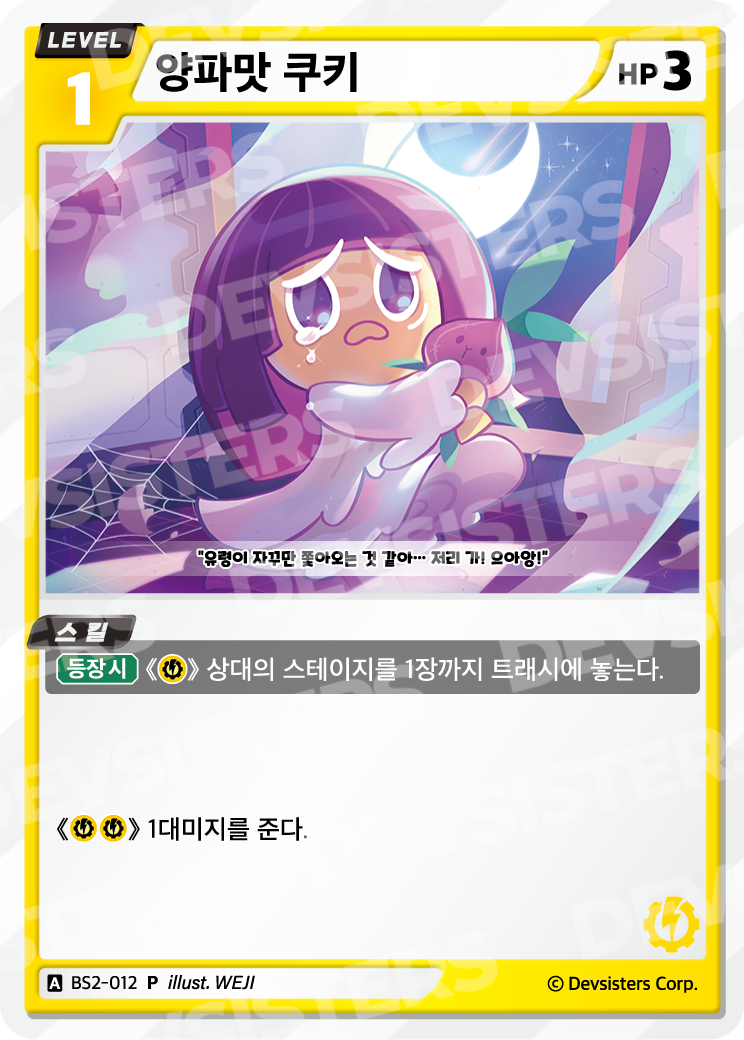 LEVEL
1
양파맛 쿠키
HP 3
"유령이 자꾸만 쫓아오는 것 같아… 저리 가! 으아앙!"
스킬
등장시 《 》 상대의 스테이지를 1장까지 트래시에 놓는다.
《 》 1대미지를 준다.
A BS2-012 P illust. WEJI
© Devsisters Corp.
DEVSISTERS